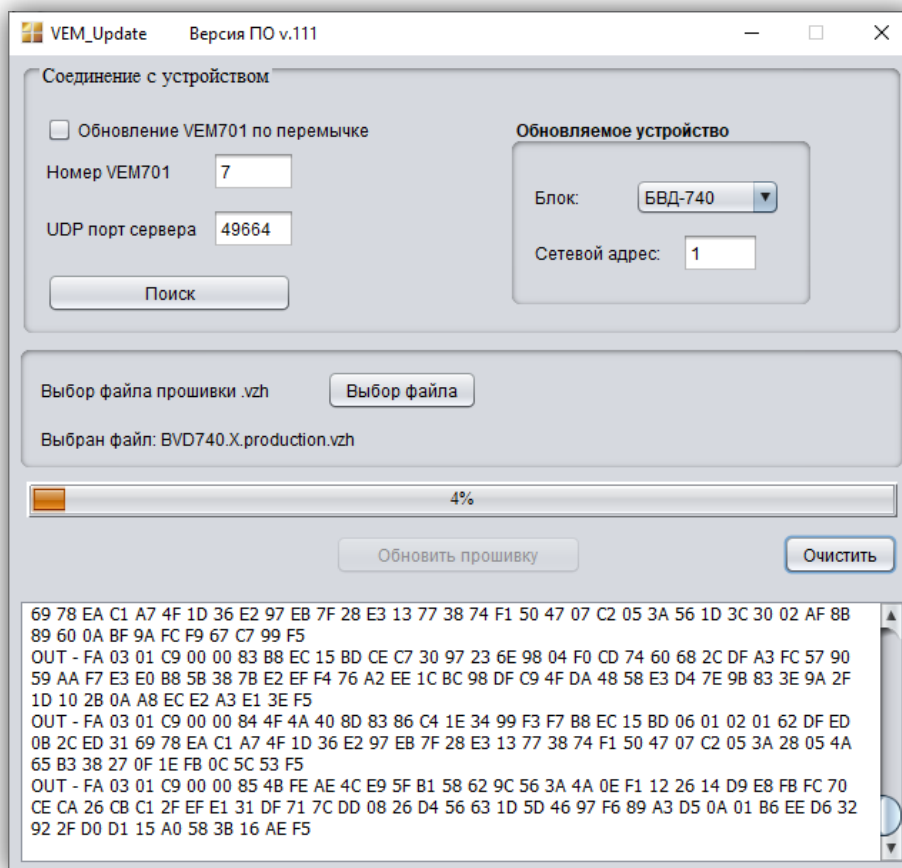 VEM_Update Версия ПО v.111
Соединение с устройством
Обновление VEM701 по перемычке
Обновляемое устройство
Номер VEM701 7
Блок: БВД-740
UDP порт сервера 49664
Сетевой адрес: 1
Поиск
Выбор файла прошивки .vzh Выбор файла
Выбран файл: BVD740.X.production.vzh
4%
Обновить прошивку Очистить
69 78 EA C1 A7 4F 1D 36 E2 97 EB 7F 28 E3 13 77 38 74 F1 50 47 07 C2 05 3A 56 1D 3C 30 02 AF 8B
89 60 0A BF 9A FC F9 67 C7 99 F5
OUT - FA 03 01 C9 00 00 83 B8 EC 15 BD CE C7 30 97 23 6E 98 04 F0 CD 74 60 68 2C DF A3 FC 57 90
59 AA F7 E3 E0 B8 5B 38 7B E2 EF F4 76 A2 EE 1C BC 98 DF C9 4F DA 48 58 E3 D4 7E 9B 83 3E 9A 2F
1D 10 2B 0A A8 EC E2 A3 E1 3E F5
OUT - FA 03 01 C9 00 00 84 4F 4A 40 8D 83 86 C4 1E 34 99 F3 F7 B8 EC 15 BD 06 01 02 01 62 DF ED
0B 2C ED 31 69 78 EA C1 A7 4F 1D 36 E2 97 EB 7F 28 E3 13 77 38 74 F1 50 47 07 C2 05 3A 28 05 4A
65 B3 38 27 0F 1E FB 0C 5C 53 F5
OUT - FA 03 01 C9 00 00 85 4B FE AE 4C E9 5F B1 58 62 9C 56 3A 4A 0E F1 12 26 14 D9 E8 FB FC 70
CE CA 26 CB C1 2F EF E1 31 DF 71 7C DD 08 26 D4 56 63 1D 5D 46 97 F6 89 A3 D5 0A 01 B6 EE D6 32
92 2F D0 D1 15 A0 58 3B 16 AE F5